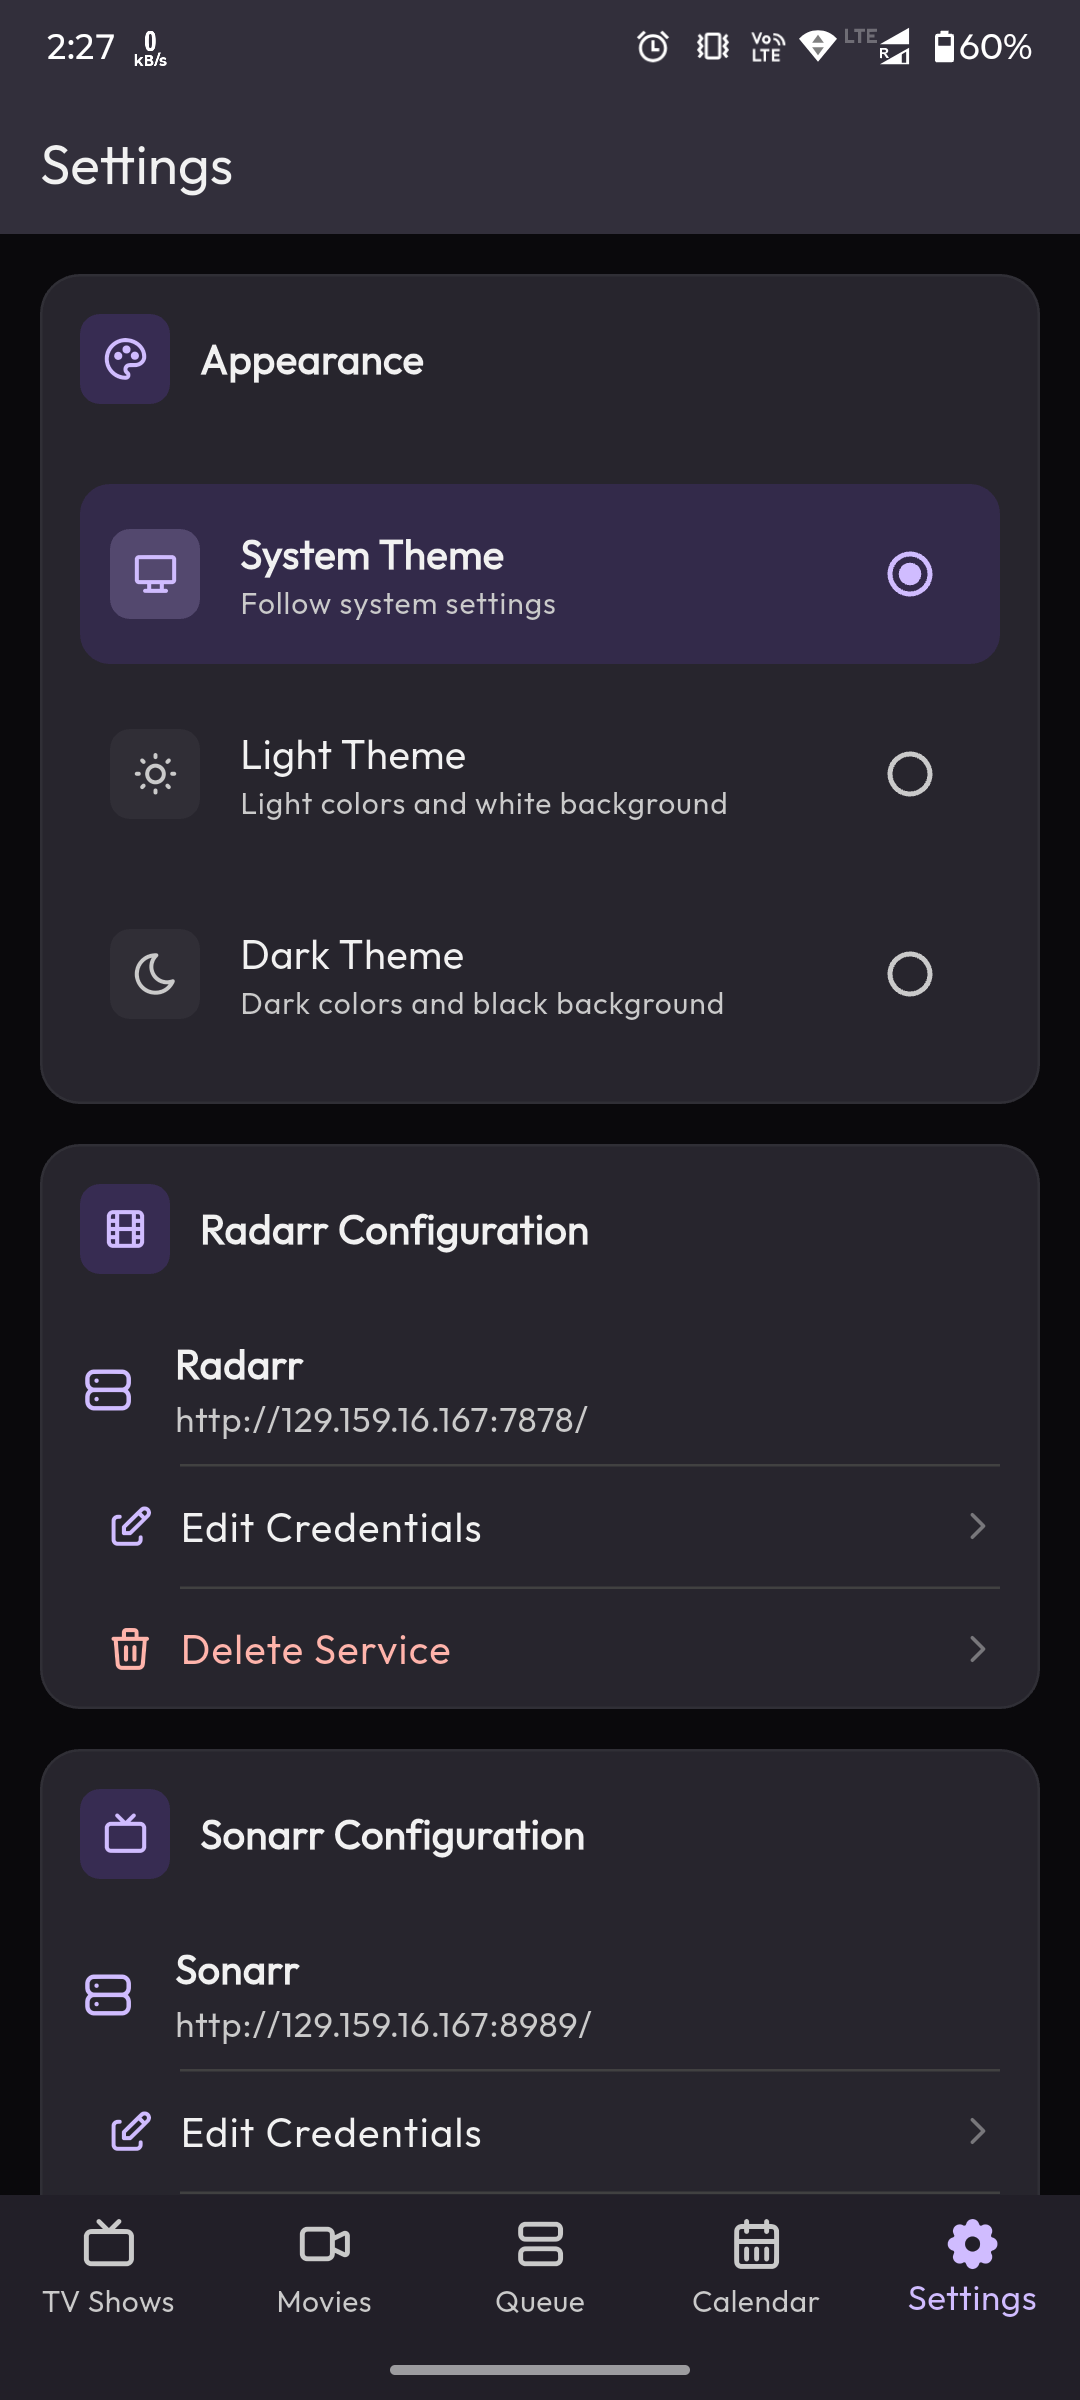 2:27 0 kB/s Vo LTE LTE R 60%
Settings
Appearance
System Theme
Follow system settings
Light Theme
Light colors and white background
Dark Theme
Dark colors and black background
Radarr Configuration
Radarr
http://129.159.16.167:7878/
Edit Credentials
Delete Service
Sonarr Configuration
Sonarr
http://129.159.16.167:8989/
Edit Credentials
TV Shows Movies Queue Calendar Settings